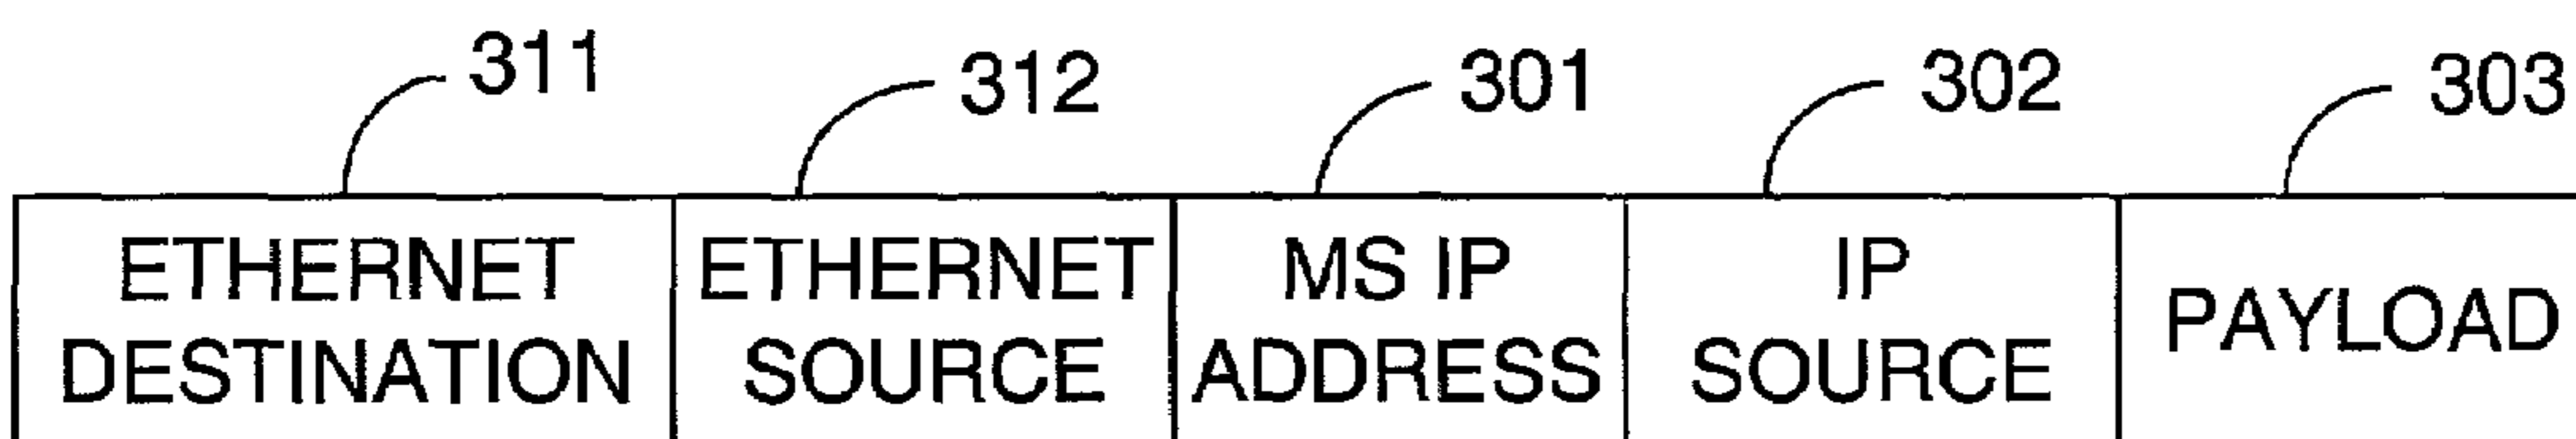 311 312 301 302 303
ETHERNET DESTINATION
ETHERNET SOURCE
MS IP ADDRESS
IP SOURCE
PAYLOAD